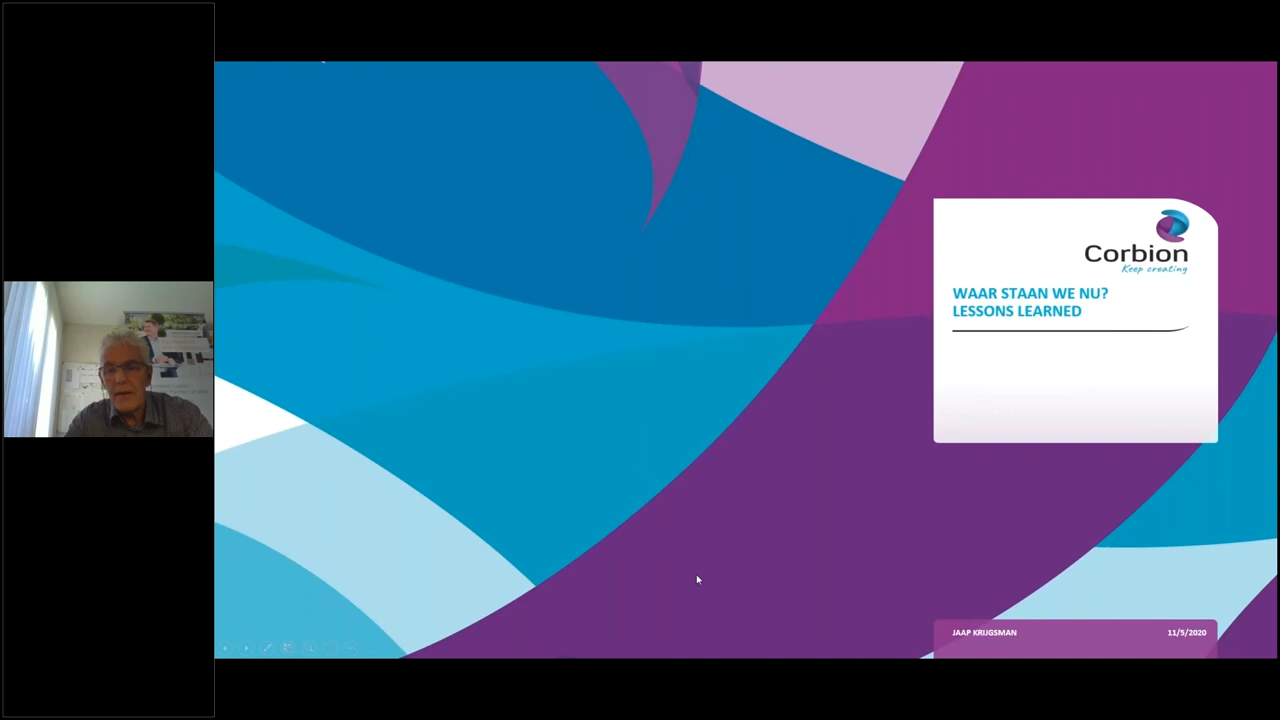 Corbion
Keep creating
WAAR STAAN WE NU?
LESSONS LEARNED
JAAP KRIJGSMAN
11/5/2020